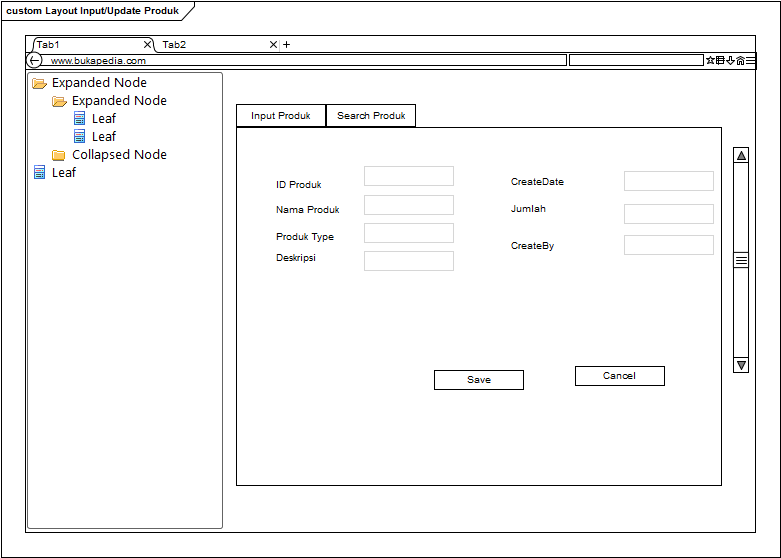 custom Layout Input/Update Produk
Tab1
Tab2
www.bukapedia.com
Expanded Node
Expanded Node
Leaf
Leaf
Collapsed Node
Leaf
Input Produk
Search Produk
ID Produk
Nama Produk
Produk Type
Deskripsi
CreateDate
Jumlah
CreateBy
Save
Cancel